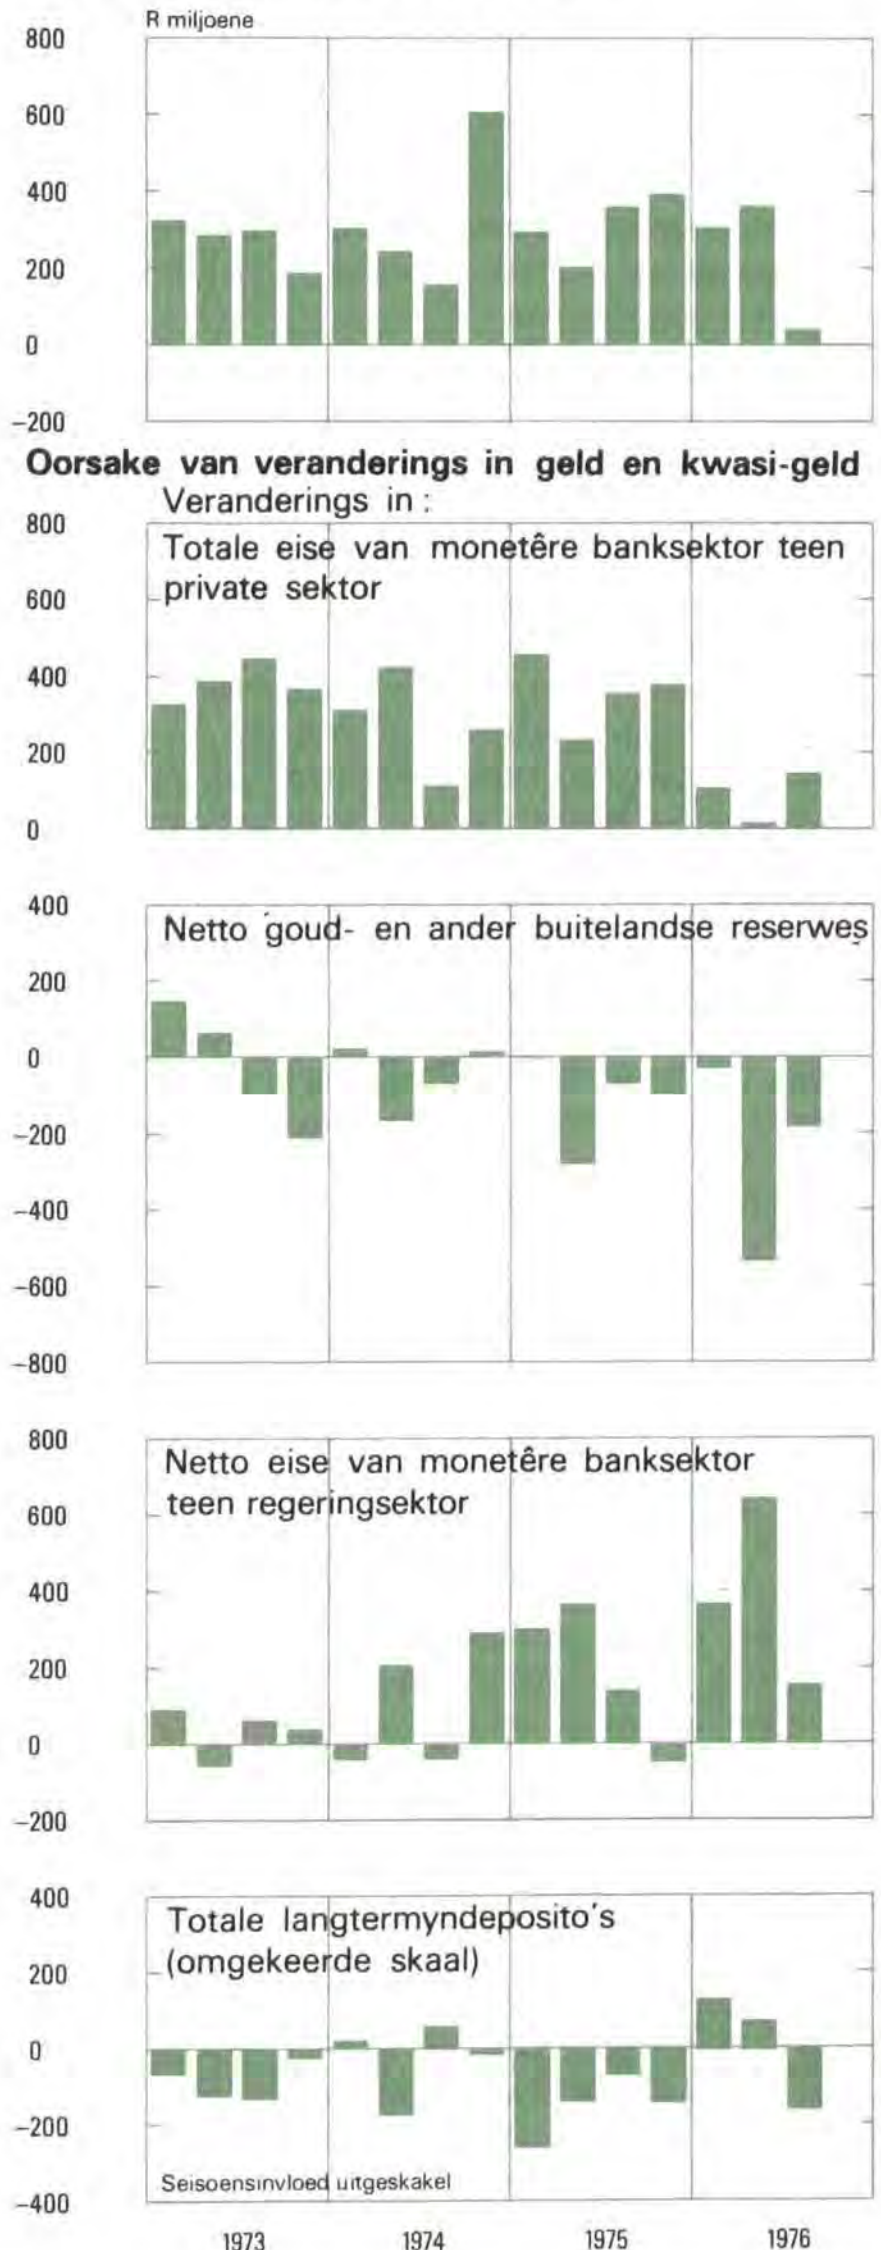 R miljoene
800
600
400
200
0
−200
Oorsake van veranderings in geld en kwasi-geld
Veranderings in :
800
Totale eise van monetêre banksektor teen
private sektor
600
400
200
0
400
Netto goud- en ander buitelandse reserwes
200
0
−200
−400
−600
−800
800
Netto eise van monetêre banksektor
teen regeringsektor
600
400
200
0
−200
400
Totale langtermyndeposito's
(omgekeerde skaal)
200
0
−200
Seisoensinvloed uitgeskakel
−400
1973 1974 1975 1976